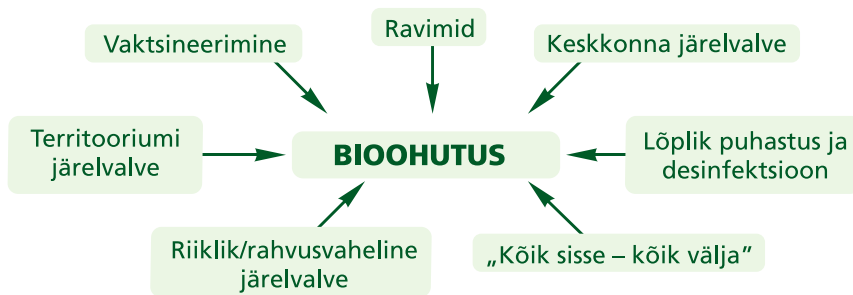 Ravimid
Vaktsineerimine
Keskkonna järelvalve
Territooriumi
järelvalve
BIOOHUTUS
Lõplik puhastus ja
desinfektsioon
Riiklik/rahvusvaheline
järelvalve
„Kõik sisse – kõik välja”